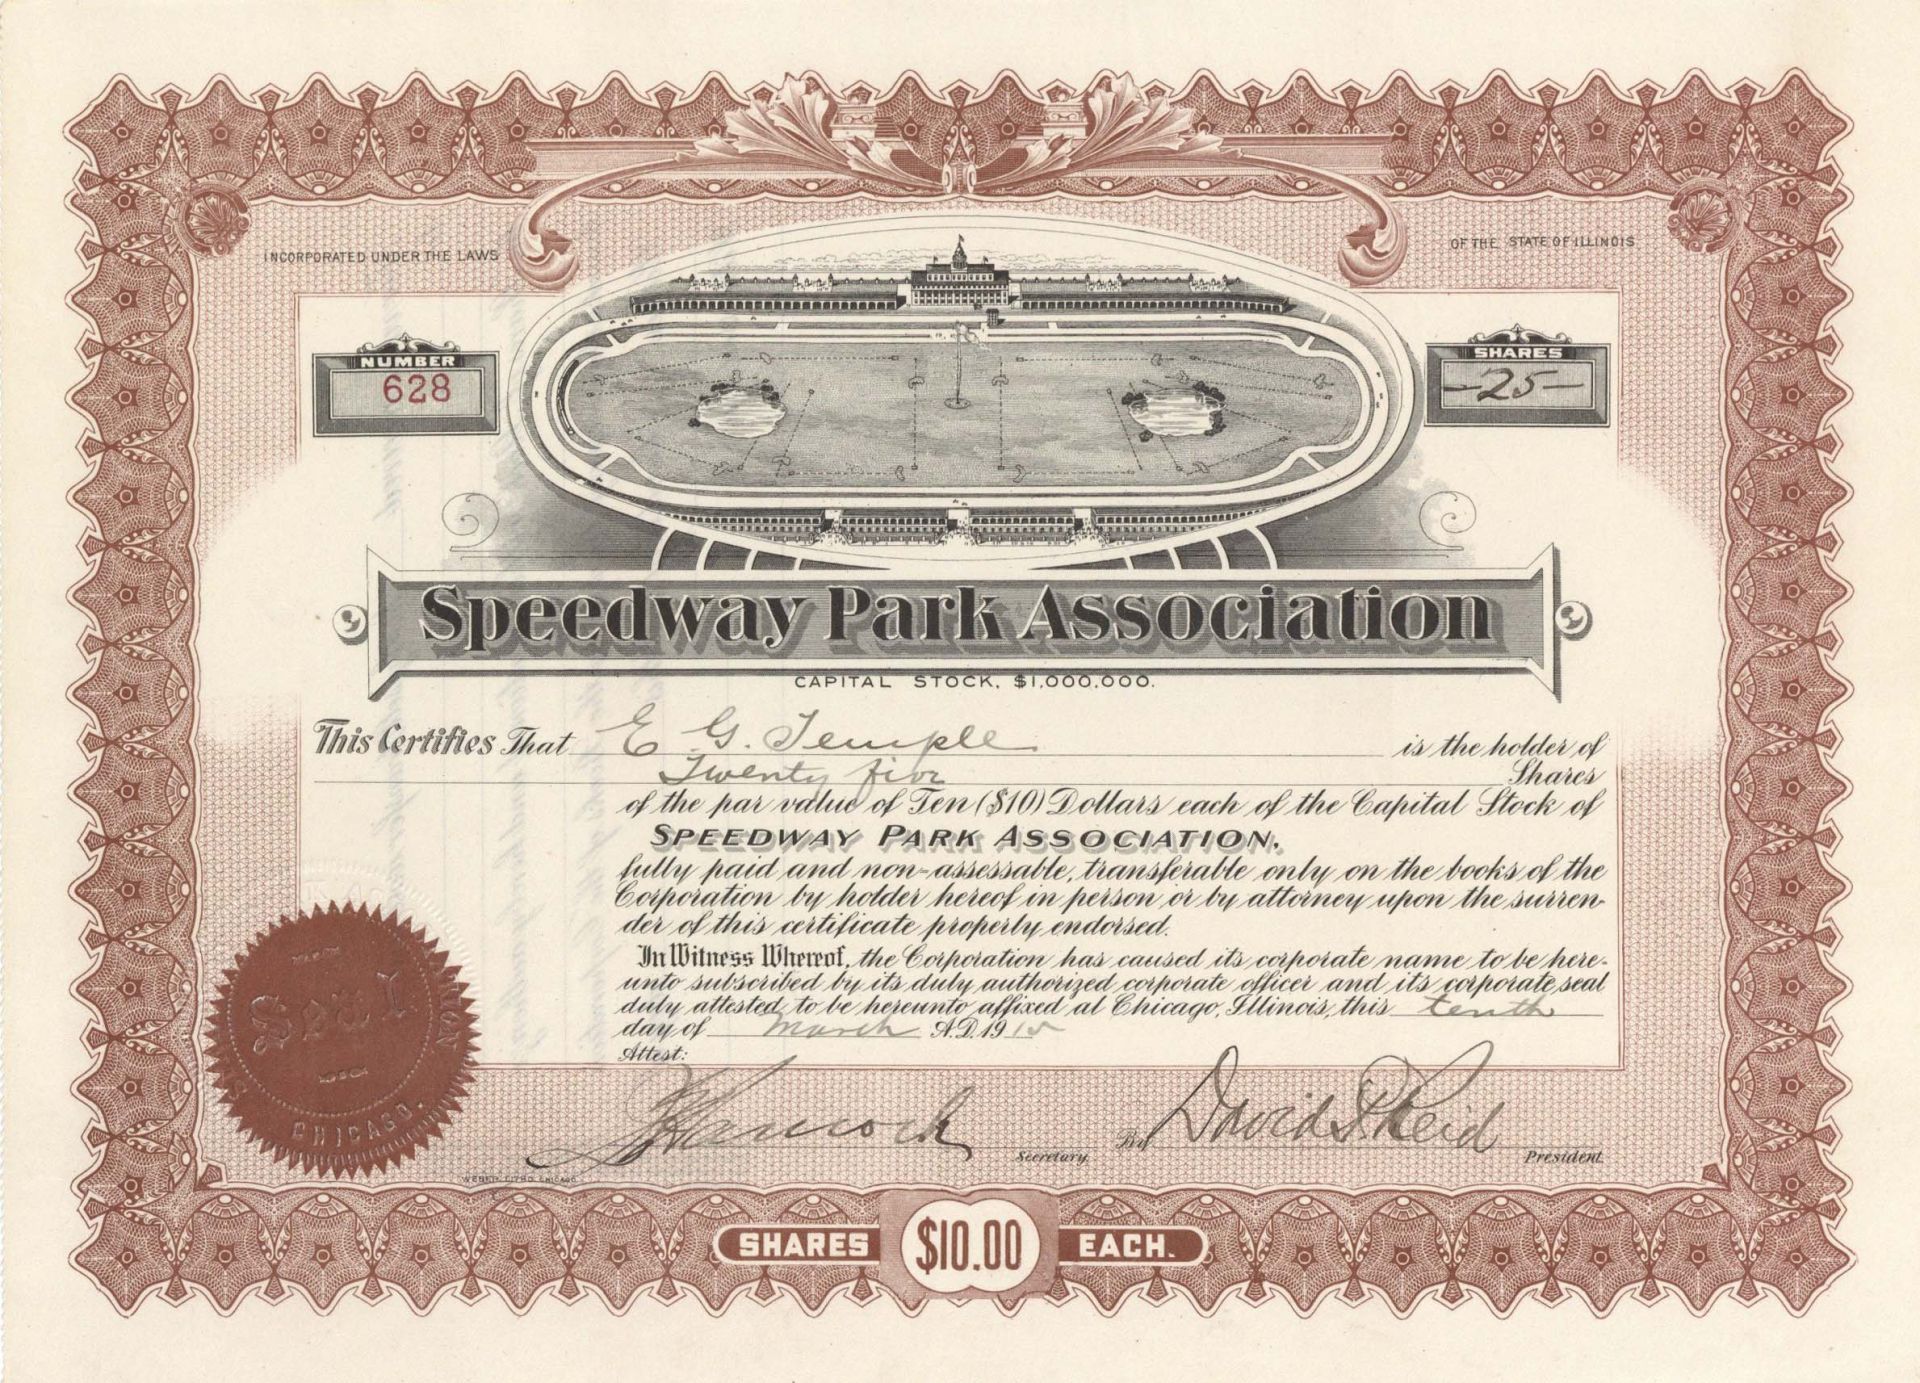 INCORPORATED UNDER THE LAWS
OF THE STATE OF ILLINOIS
NUMBER
628
SHARES
-25-
Speedway Park Association
CAPITAL STOCK, $1,000,000.
This Certifies That E G. Temple is the holder of
Twenty five Shares
of the par value of Ten ($10) Dollars each of the Capital Stock of
SPEEDWAY PARK ASSOCIATION,
fully paid and non-assessable, transferable only on the books of the
Corporation by holder hereof in person or by attorney upon the surren-
der of this certificate properly endorsed.
In Witness Whereof, the Corporation has caused its corporate name to be here-
unto subscribed by its duly authorized corporate officer and its corporate seal
duly attested, to be hereunto affixed at Chicago, Illinois, this tenth
day of March A.D. 19
Attest:
Hancock
Secretary.
By David Reid
President.
Seal
CHICAGO.
WEBER LITHO. CHICAGO
SHARES $10.00 EACH.